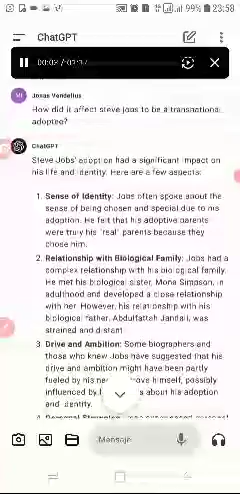 99% 23:58
ChatGPT
00:02 / 01:37
Jonas Vendelius
How did it affect steve jobs to be a transnational
adoptee?
ChatGPT
Steve Jobs' adoption had a significant impact on
his life and identity. Here are a few aspects:
1. Sense of Identity: Jobs often spoke about the
sense of being chosen and special due to his
adoption. He felt that his adoptive parents
were truly his "real" parents because they
chose him.
2. Relationship with Biological Family: Jobs had a
complex relationship with his biological family.
He met his biological sister, Mona Simpson, in
adulthood and developed a close relationship
with her. However, his relationship with his
biological father, Abdulfattah Jandali, was
strained and distant.
3. Drive and Ambition: Some biographers and
those who knew Jobs have suggested that his
drive and ambition might have been partly
fueled by his ove himself, possibly
influenced by s about his adoption
and identity.
4. Personal
Message